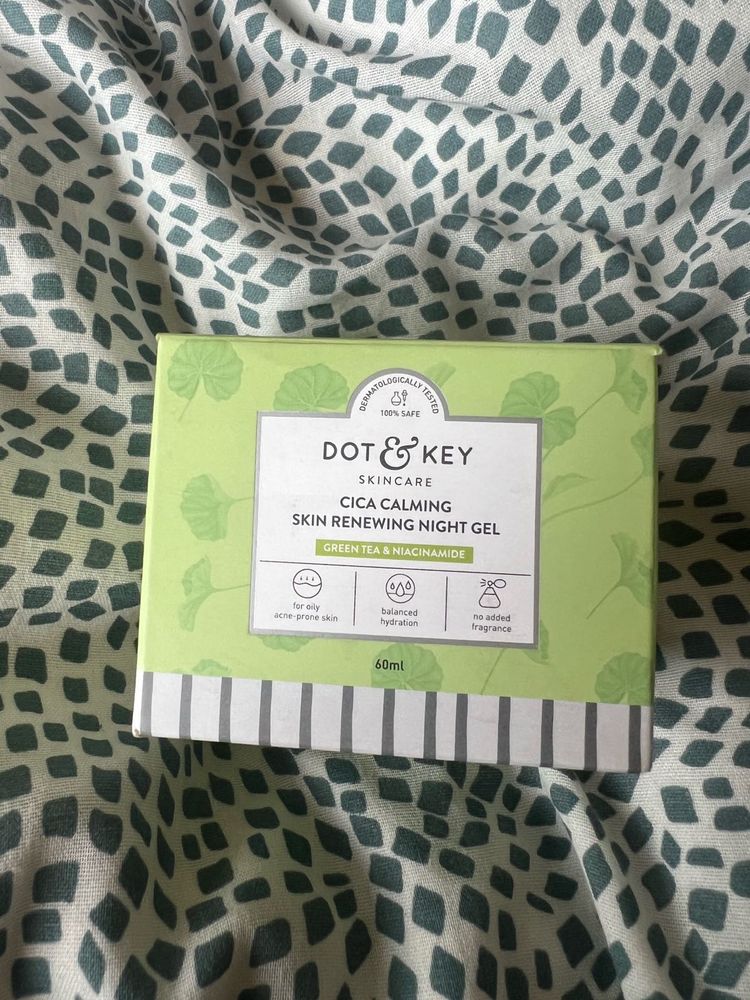 DERMATOLOGICALLY TESTED
100% SAFE
DOT & KEY
SKINCARE
CICA CALMING
SKIN RENEWING NIGHT GEL
GREEN TEA & NIACINAMIDE
for oily
acne-prone skin
balanced
hydration
no added
fragrance
60ml